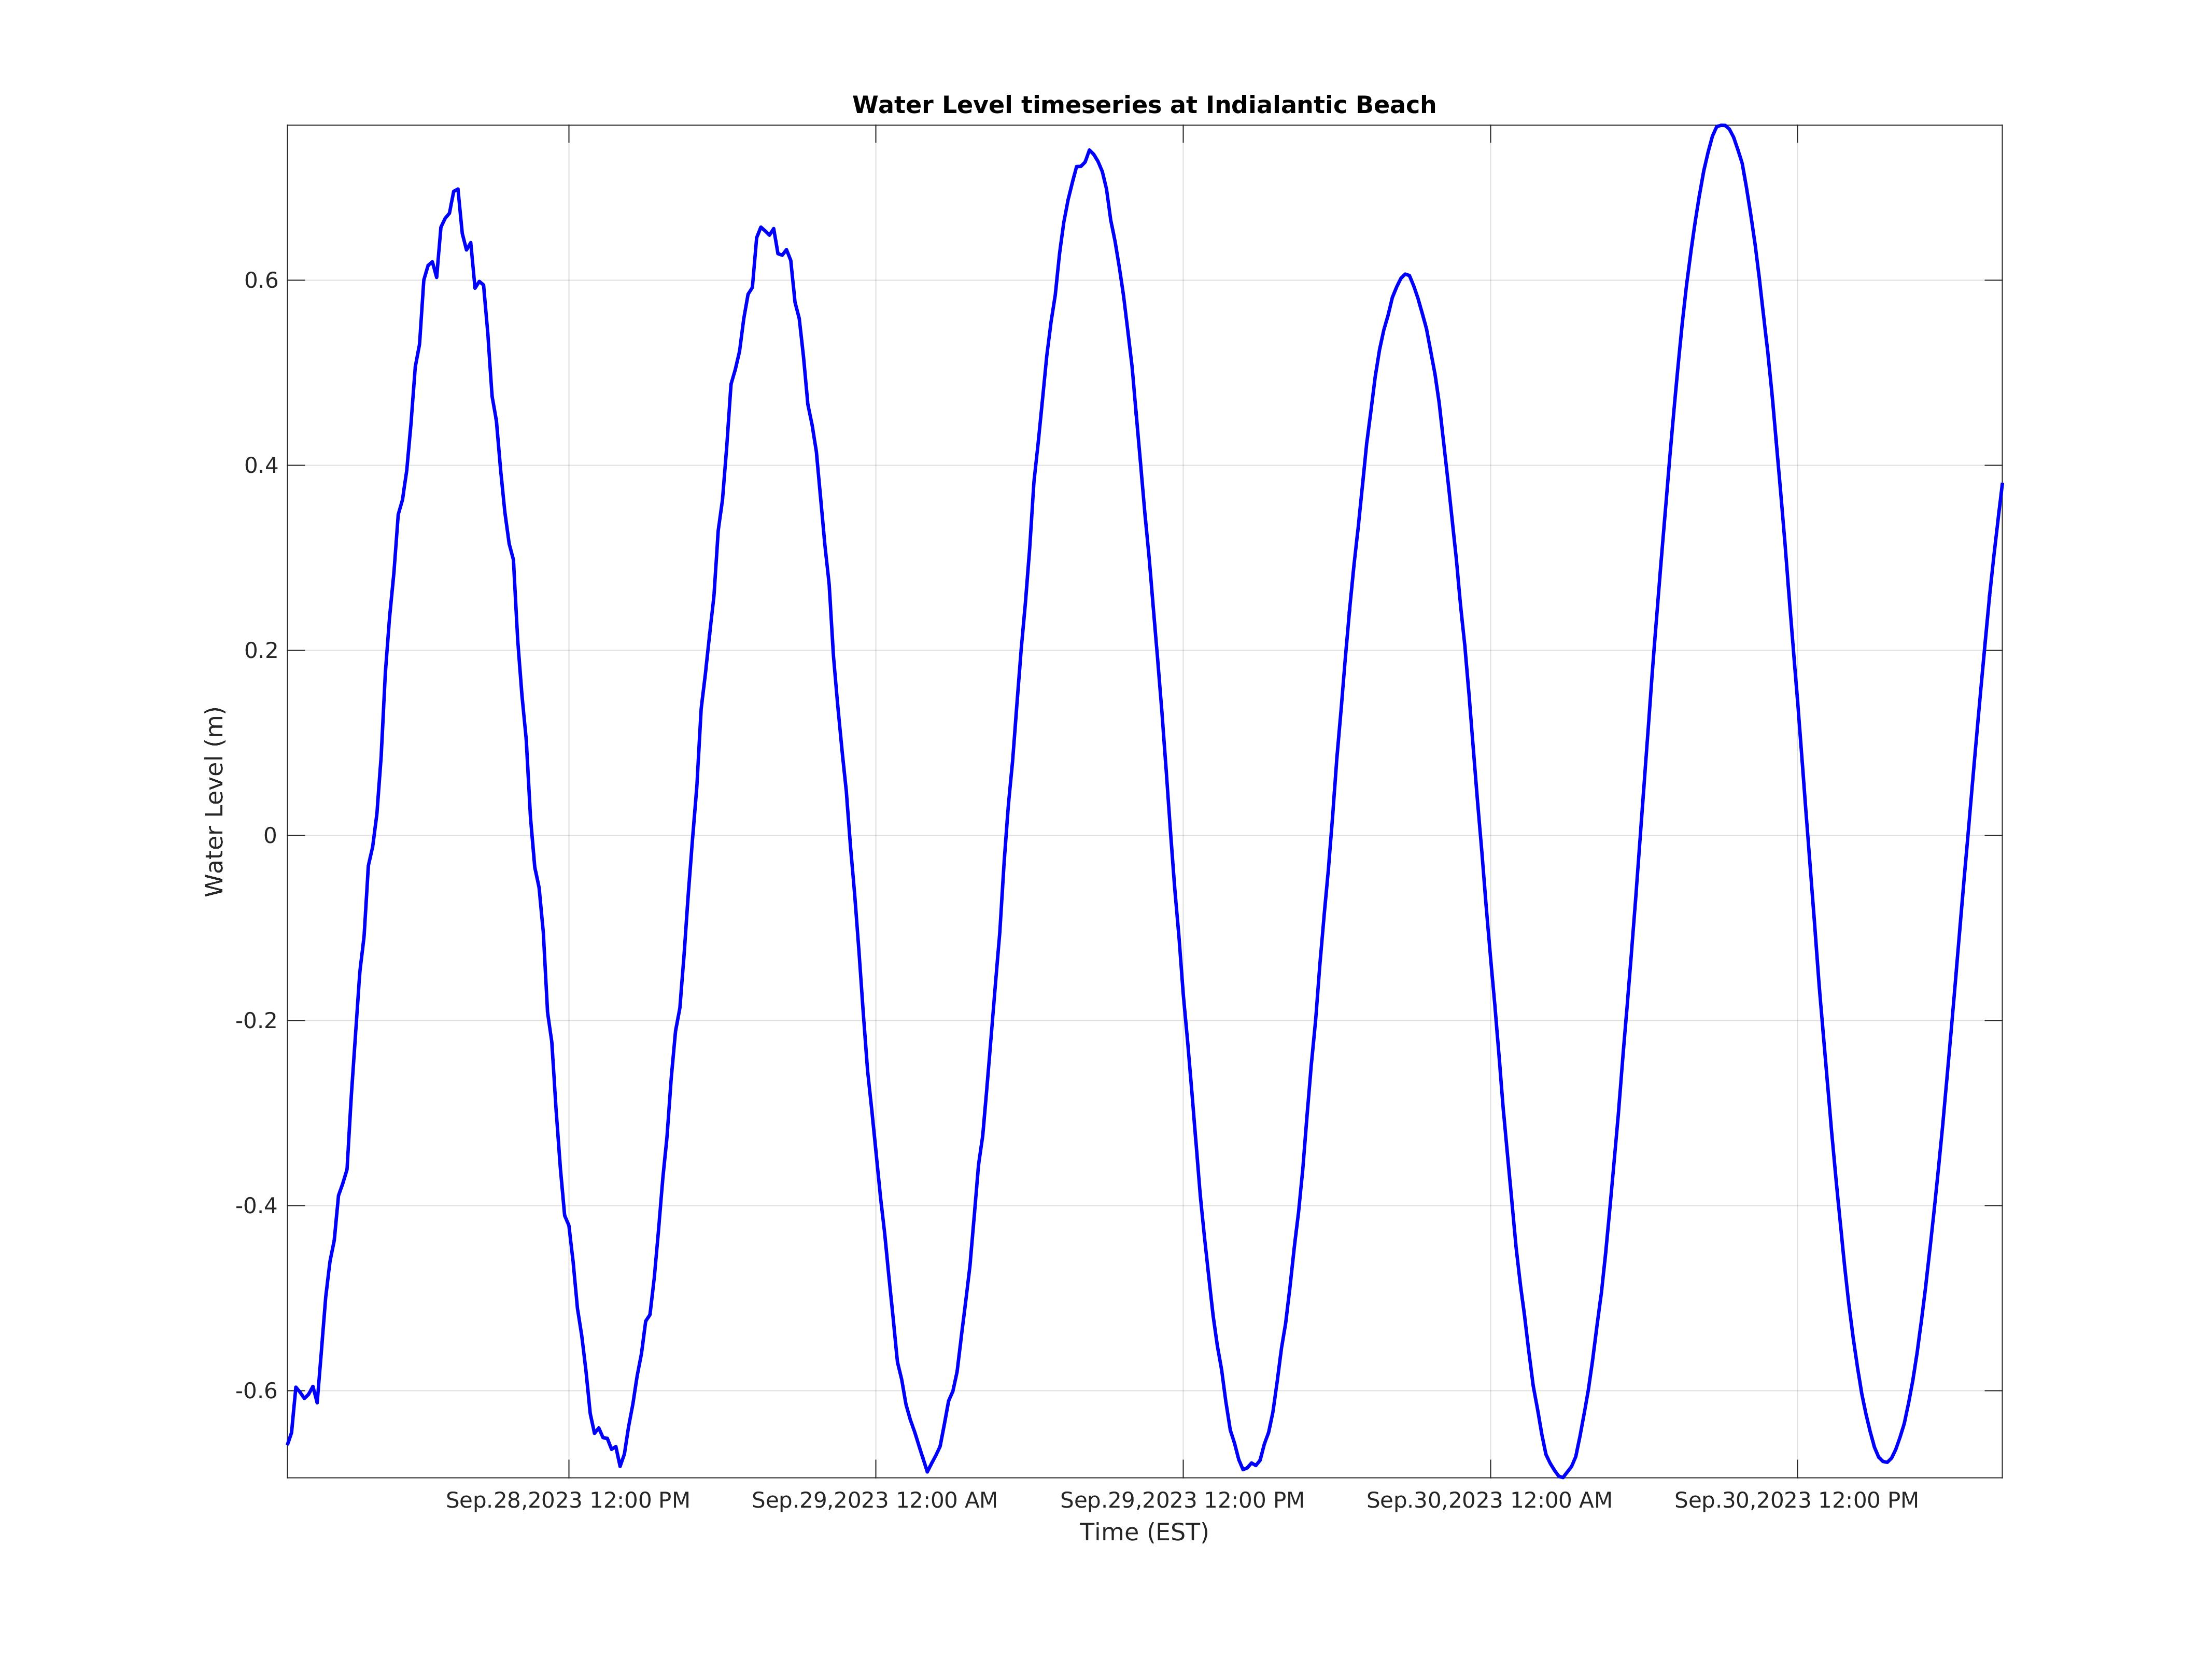 Water Level timeseries at Indialantic Beach
0.6
0.4
0.2
0
-0.2
-0.4
-0.6
Water Level (m)
Sep.28,2023 12:00 PM
Sep.29,2023 12:00 AM
Sep.29,2023 12:00 PM
Sep.30,2023 12:00 AM
Sep.30,2023 12:00 PM
Time (EST)